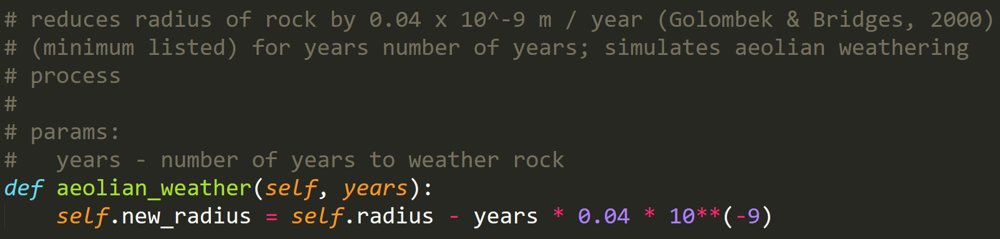 # reduces radius of rock by 0.04 x 10^-9 m / year (Golombek & Bridges, 2000)
# (minimum listed) for years number of years; simulates aeolian weathering
# process
#
# params:
#   years - number of years to weather rock
def aeolian_weather(self, years):
    self.new_radius = self.radius - years * 0.04 * 10**(-9)